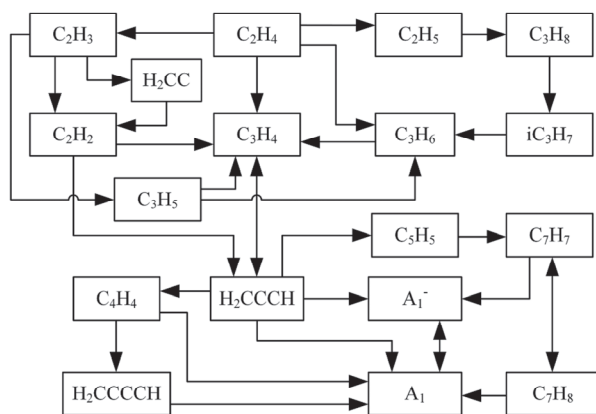 C₂H₃
C₂H₄
C₂H₅
C₃H₈
H₂CC
C₂H₂
C₃H₄
C₃H₆
iC₃H₇
C₃H₅
C₅H₅
C₇H₇
C₄H₄
H₂CCCH
A₁⁻
H₂CCCCH
A₁
C₇H₈